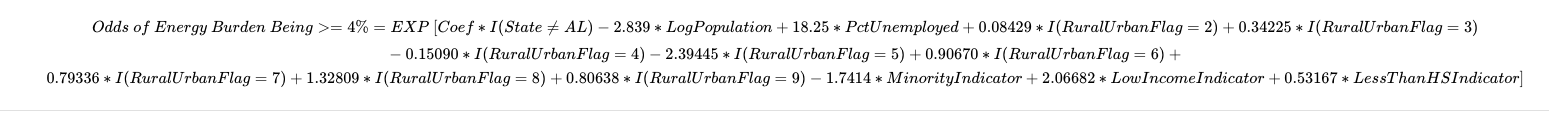 Odds of Energy Burden Being >= 4% = EXP [Coef * I(State ≠ AL) − 2.839 * LogPopulation + 18.25 * PctUnemployed + 0.08429 * I(RuralUrbanFlag = 2) + 0.34225 * I(RuralUrbanFlag = 3)
− 0.15090 * I(RuralUrbanFlag = 4) − 2.39445 * I(RuralUrbanFlag = 5) + 0.90670 * I(RuralUrbanFlag = 6) +
0.79336 * I(RuralUrbanFlag = 7) + 1.32809 * I(RuralUrbanFlag = 8) + 0.80638 * I(RuralUrbanFlag = 9) − 1.7414 * MinorityIndicator + 2.06682 * LowIncomeIndicator + 0.53167 * LessThanHSIndicator]